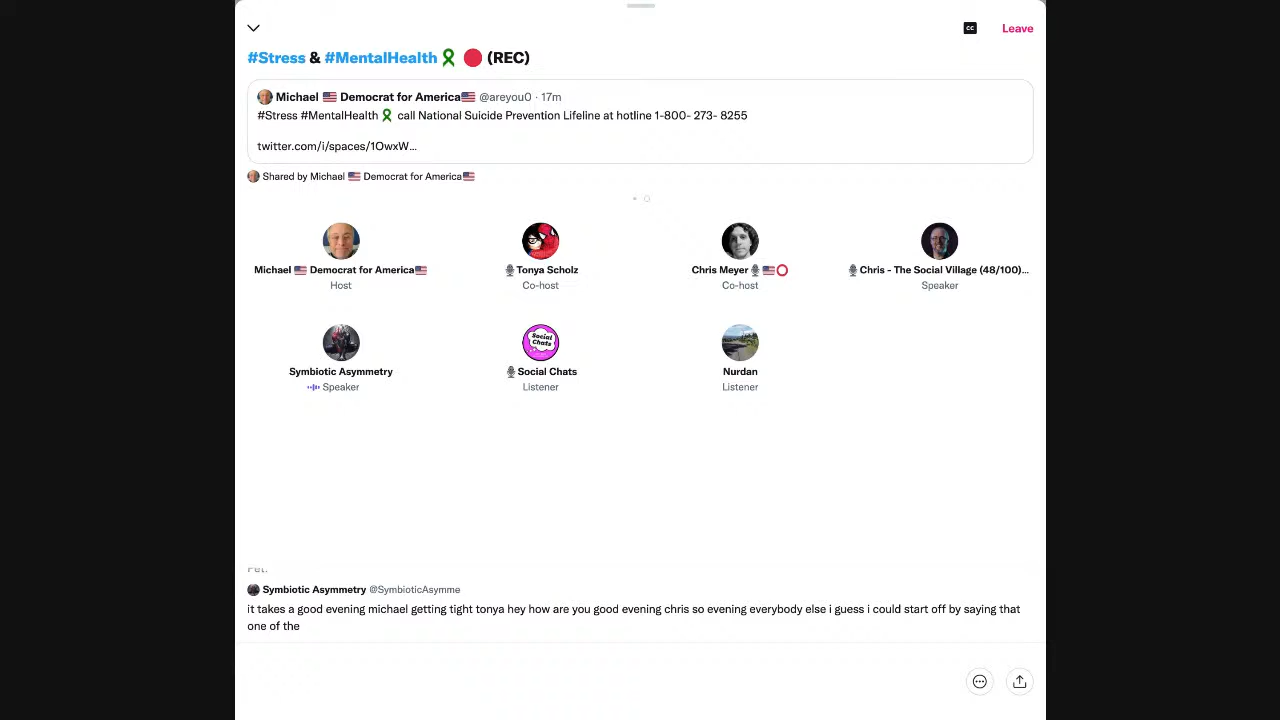 CC
Leave
#Stress & #MentalHealth🎗 🔴 (REC)
Michael 🇺🇸 Democrat for America🇺🇸 @areyou0 · 17m
#Stress #MentalHealth🎗 call National Suicide Prevention Lifeline at hotline 1-800- 273- 8255
twitter.com/i/spaces/1OwxW...
Shared by Michael 🇺🇸 Democrat for America🇺🇸
Michael 🇺🇸 Democrat for America🇺🇸
🎙Tonya Scholz
Chris Meyer🎙🇺🇸⭕
🎙Chris - The Social Village (48/100)...
Host
Co-host
Co-host
Speaker
Social Chats
Symbiotic Asymmetry
🎙Social Chats
Nurdan
Speaker
Listener
Listener
Symbiotic Asymmetry @SymbioticAsymme
it takes a good evening michael getting tight tonya hey how are you good evening chris so evening everybody else i guess i could start off by saying that
one of the